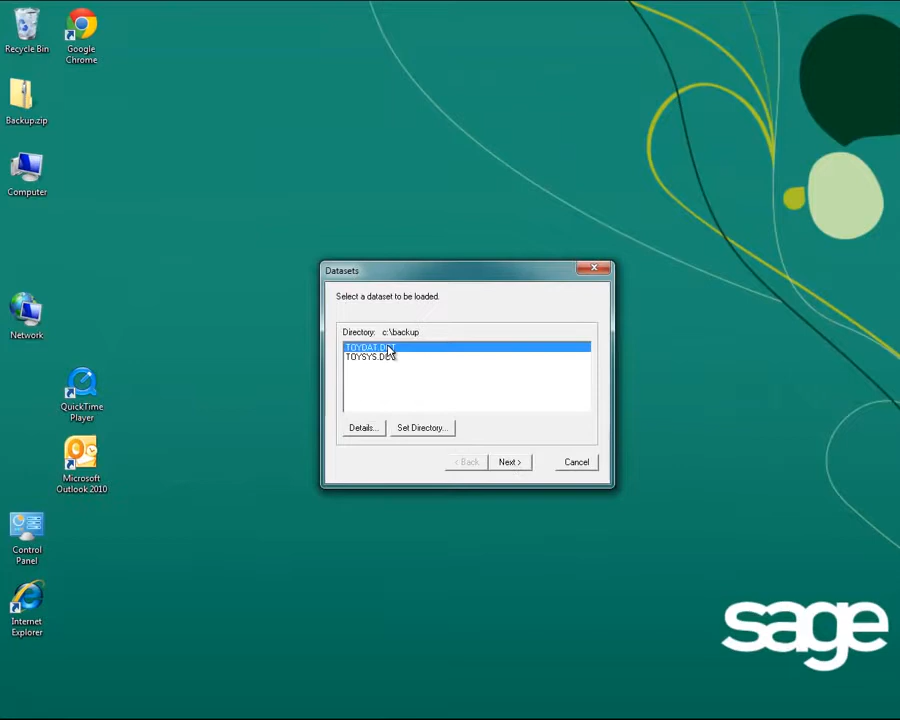 Recycle Bin
Google
Chrome
Backup.zip
Computer
Network
QuickTime
Player
Microsoft
Outlook 2010
Control
Panel
Internet
Explorer
Datasets
Select a dataset to be loaded.
Directory: c:\backup
Details...
Set Directory...
< Back
Next >
Cancel
sage